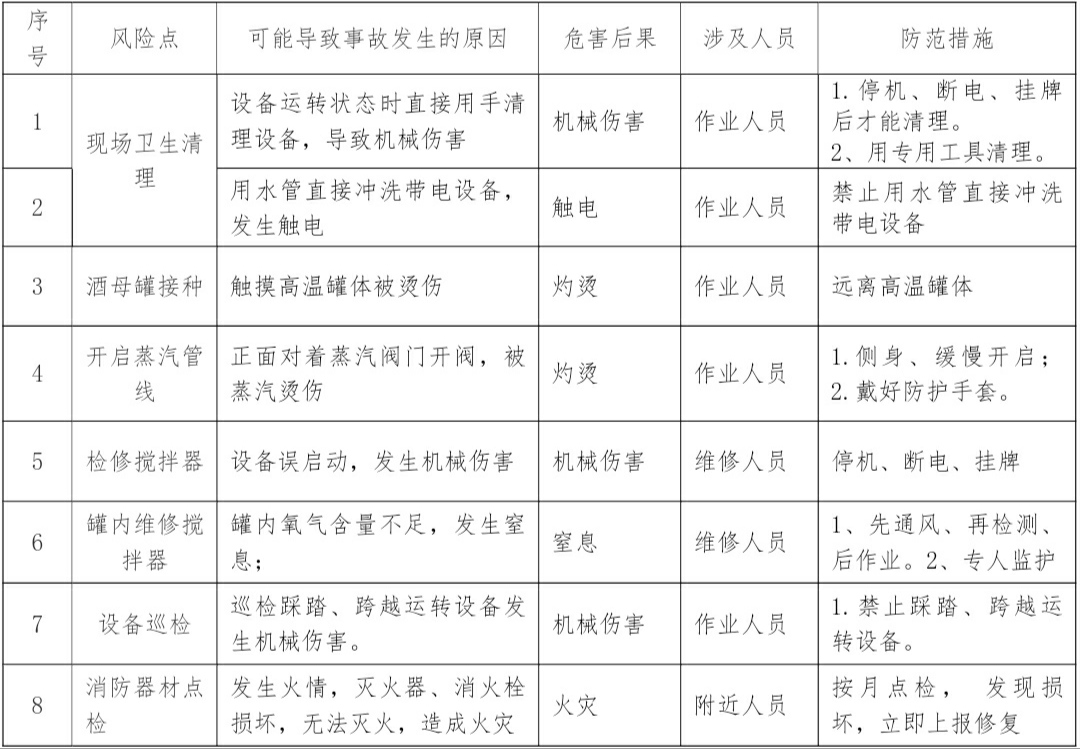 序号 风险点 可能导致事故发生的原因 危害后果 涉及人员 防范措施
1
现场卫生清
理
设备运转状态时直接用手清
理设备，导致机械伤害
机械伤害
作业人员
1.停机、断电、挂牌
后才能清理。
2、用专用工具清理。
2
用水管直接冲洗带电设备，
发生触电
触电
作业人员
禁止用水管直接冲洗
带电设备
3
酒母罐接种
触摸高温罐体被烫伤
灼烫
作业人员
远离高温罐体
4
开启蒸汽管
线
正面对着蒸汽阀门开阀，被
蒸汽烫伤
灼烫
作业人员
1.侧身、缓慢开启；
2.戴好防护手套。
5
检修搅拌器
设备误启动，发生机械伤害
机械伤害
维修人员
停机、断电、挂牌
6
罐内维修搅
拌器
罐内氧气含量不足，发生窒
息；
窒息
维修人员
1、先通风、再检测、
后作业。2、专人监护
7
设备巡检
巡检踩踏、跨越运转设备发
生机械伤害。
机械伤害
作业人员
1.禁止踩踏、跨越运
转设备。
8
消防器材点
检
发生火情，灭火器、消火栓
损坏，无法灭火，造成火灾
火灾
附近人员
按月点检， 发现损
坏，立即上报修复